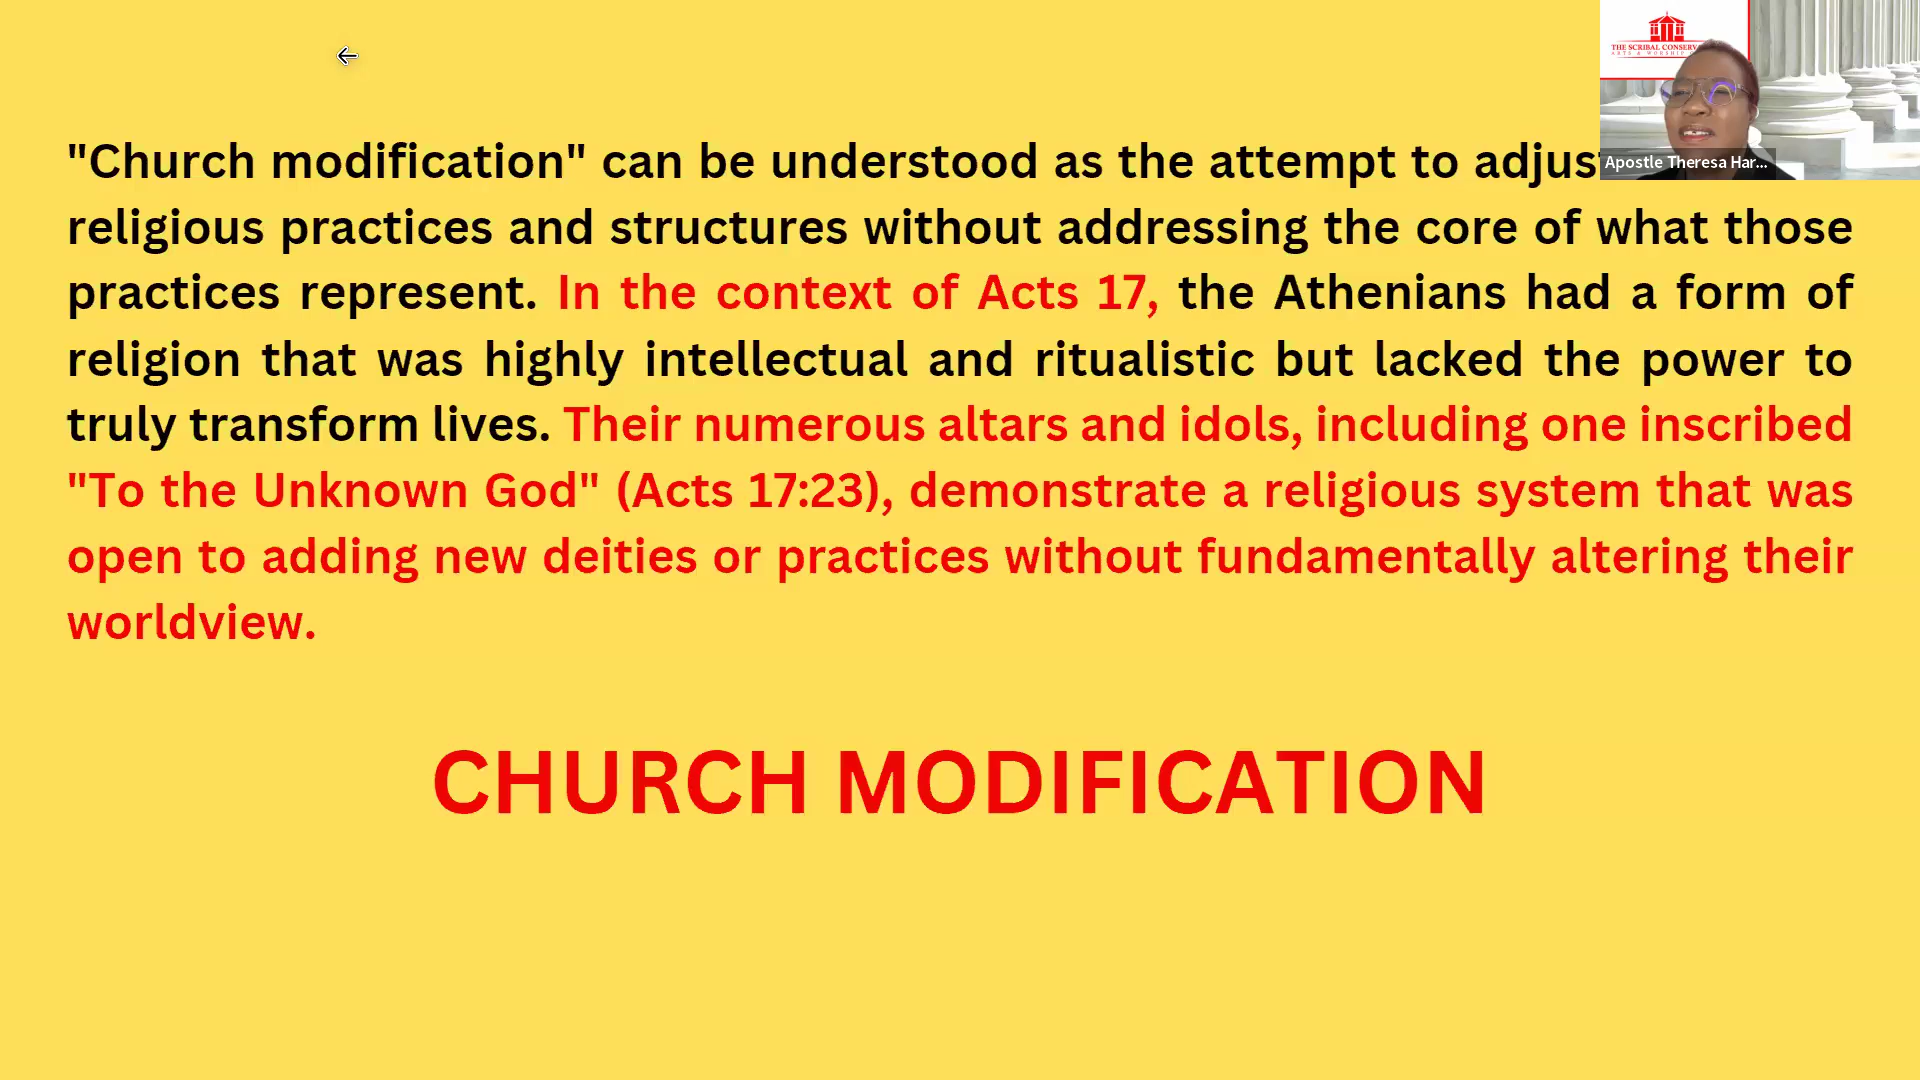 THE SCRIBAL CONSERV
ARTS & WORSHIP
Apostle Theresa Har...
"Church modification" can be understood as the attempt to adjus
religious practices and structures without addressing the core of what those
practices represent. In the context of Acts 17, the Athenians had a form of
religion that was highly intellectual and ritualistic but lacked the power to
truly transform lives. Their numerous altars and idols, including one inscribed
"To the Unknown God" (Acts 17:23), demonstrate a religious system that was
open to adding new deities or practices without fundamentally altering their
worldview.
CHURCH MODIFICATION